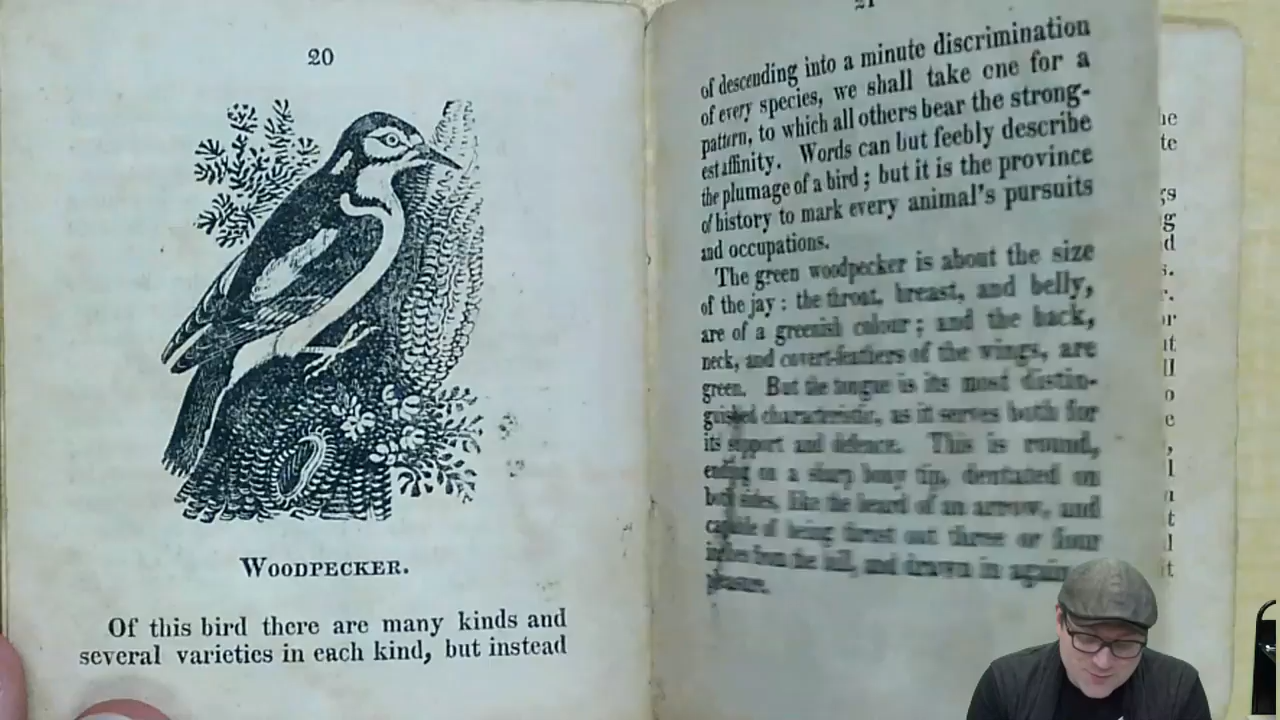 20
WOODPECKER.
Of this bird there are many kinds and
several varieties in each kind, but instead
21
of descending into a minute discrimination
of every species, we shall take one for a
pattern, to which all others bear the strong-
est affinity. Words can but feebly describe
the plumage of a bird; but it is the province
of history to mark every animal's pursuits
and occupations.
The green woodpecker is about the size
of the jay: the throat, breast, and belly,
are of a greenish colour; and the back,
neck, and covert-feathers of the wings, are
green. But the tongue is its most distin-
guished characteristic, as it serves both for
its support and defence. This is round,
ending on a sharp bony tip, dentated on
both sides, like the beard of an arrow, and
capable of being thrust out three or four
inches from the bill, and drawn in again
pleasure.